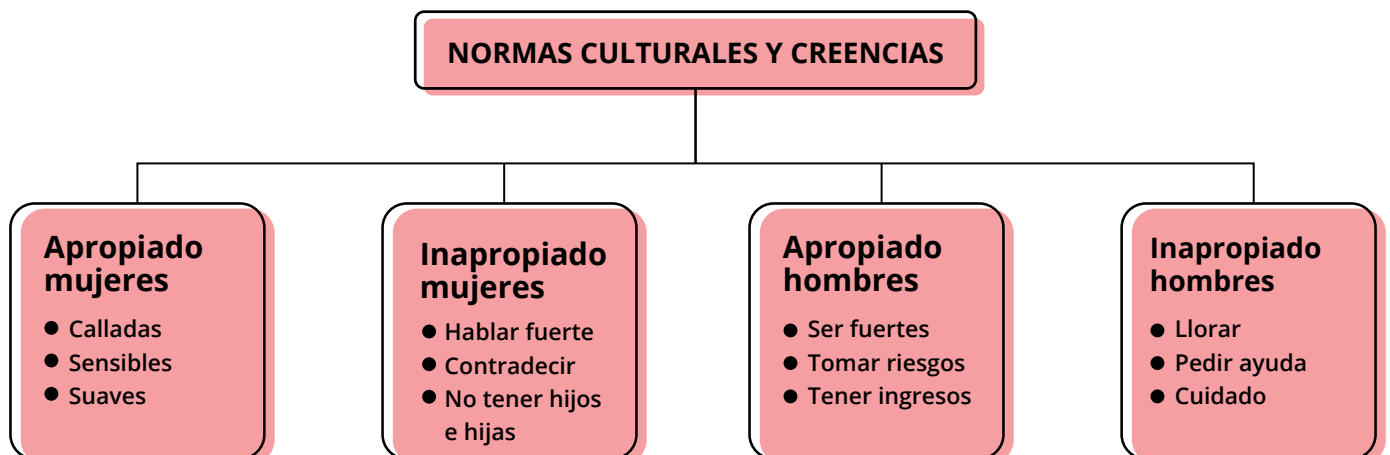 NORMAS CULTURALES Y CREENCIAS
Apropiado
mujeres
● Calladas
● Sensibles
● Suaves
Inapropiado
mujeres
● Hablar fuerte
● Contradecir
● No tener hijos
e hijas
Apropiado
hombres
● Ser fuertes
● Tomar riesgos
● Tener ingresos
Inapropiado
hombres
● Llorar
● Pedir ayuda
● Cuidado